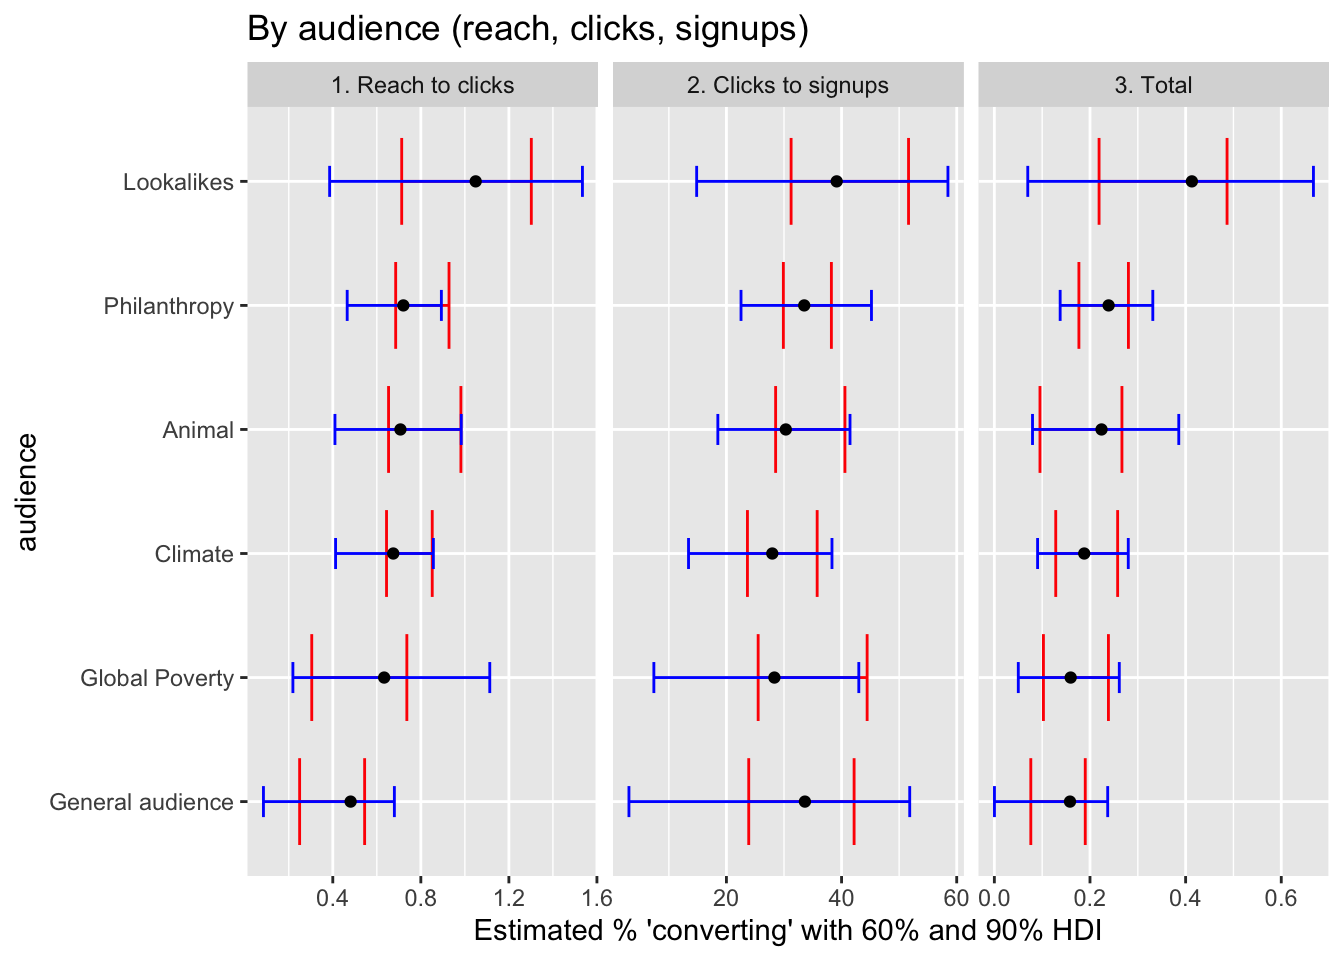 By audience (reach, clicks, signups)
1. Reach to clicks
2. Clicks to signups
3. Total
audience
Lookalikes
Philanthropy
Animal
Climate
Global Poverty
General audience
0.4 0.8 1.2 1.6
20 40 60
0.0 0.2 0.4 0.6
Estimated % 'converting' with 60% and 90% HDI